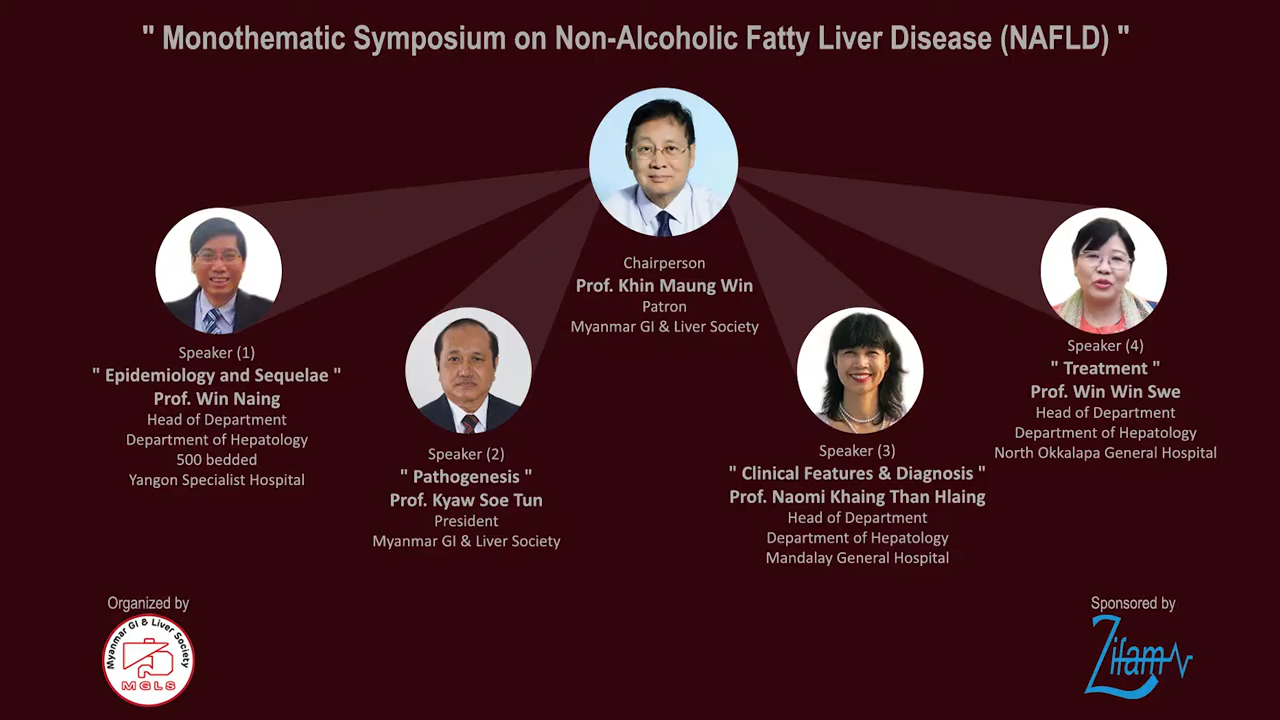 " Monothematic Symposium on Non-Alcoholic Fatty Liver Disease (NAFLD) "
Chairperson
Prof. Khin Maung Win
Patron
Myanmar GI & Liver Society
Speaker (1)
" Epidemiology and Sequelae "
Prof. Win Naing
Head of Department
Department of Hepatology
500 bedded
Yangon Specialist Hospital
Speaker (2)
" Pathogenesis "
Prof. Kyaw Soe Tun
President
Myanmar GI & Liver Society
Speaker (3)
" Clinical Features & Diagnosis "
Prof. Naomi Khaing Than Hlaing
Head of Department
Department of Hepatology
Mandalay General Hospital
Speaker (4)
" Treatment "
Prof. Win Win Swe
Head of Department
Department of Hepatology
North Okkalapa General Hospital
Organized by
Myanmar GI & Liver Society
MGLS
Sponsored by
Zifam